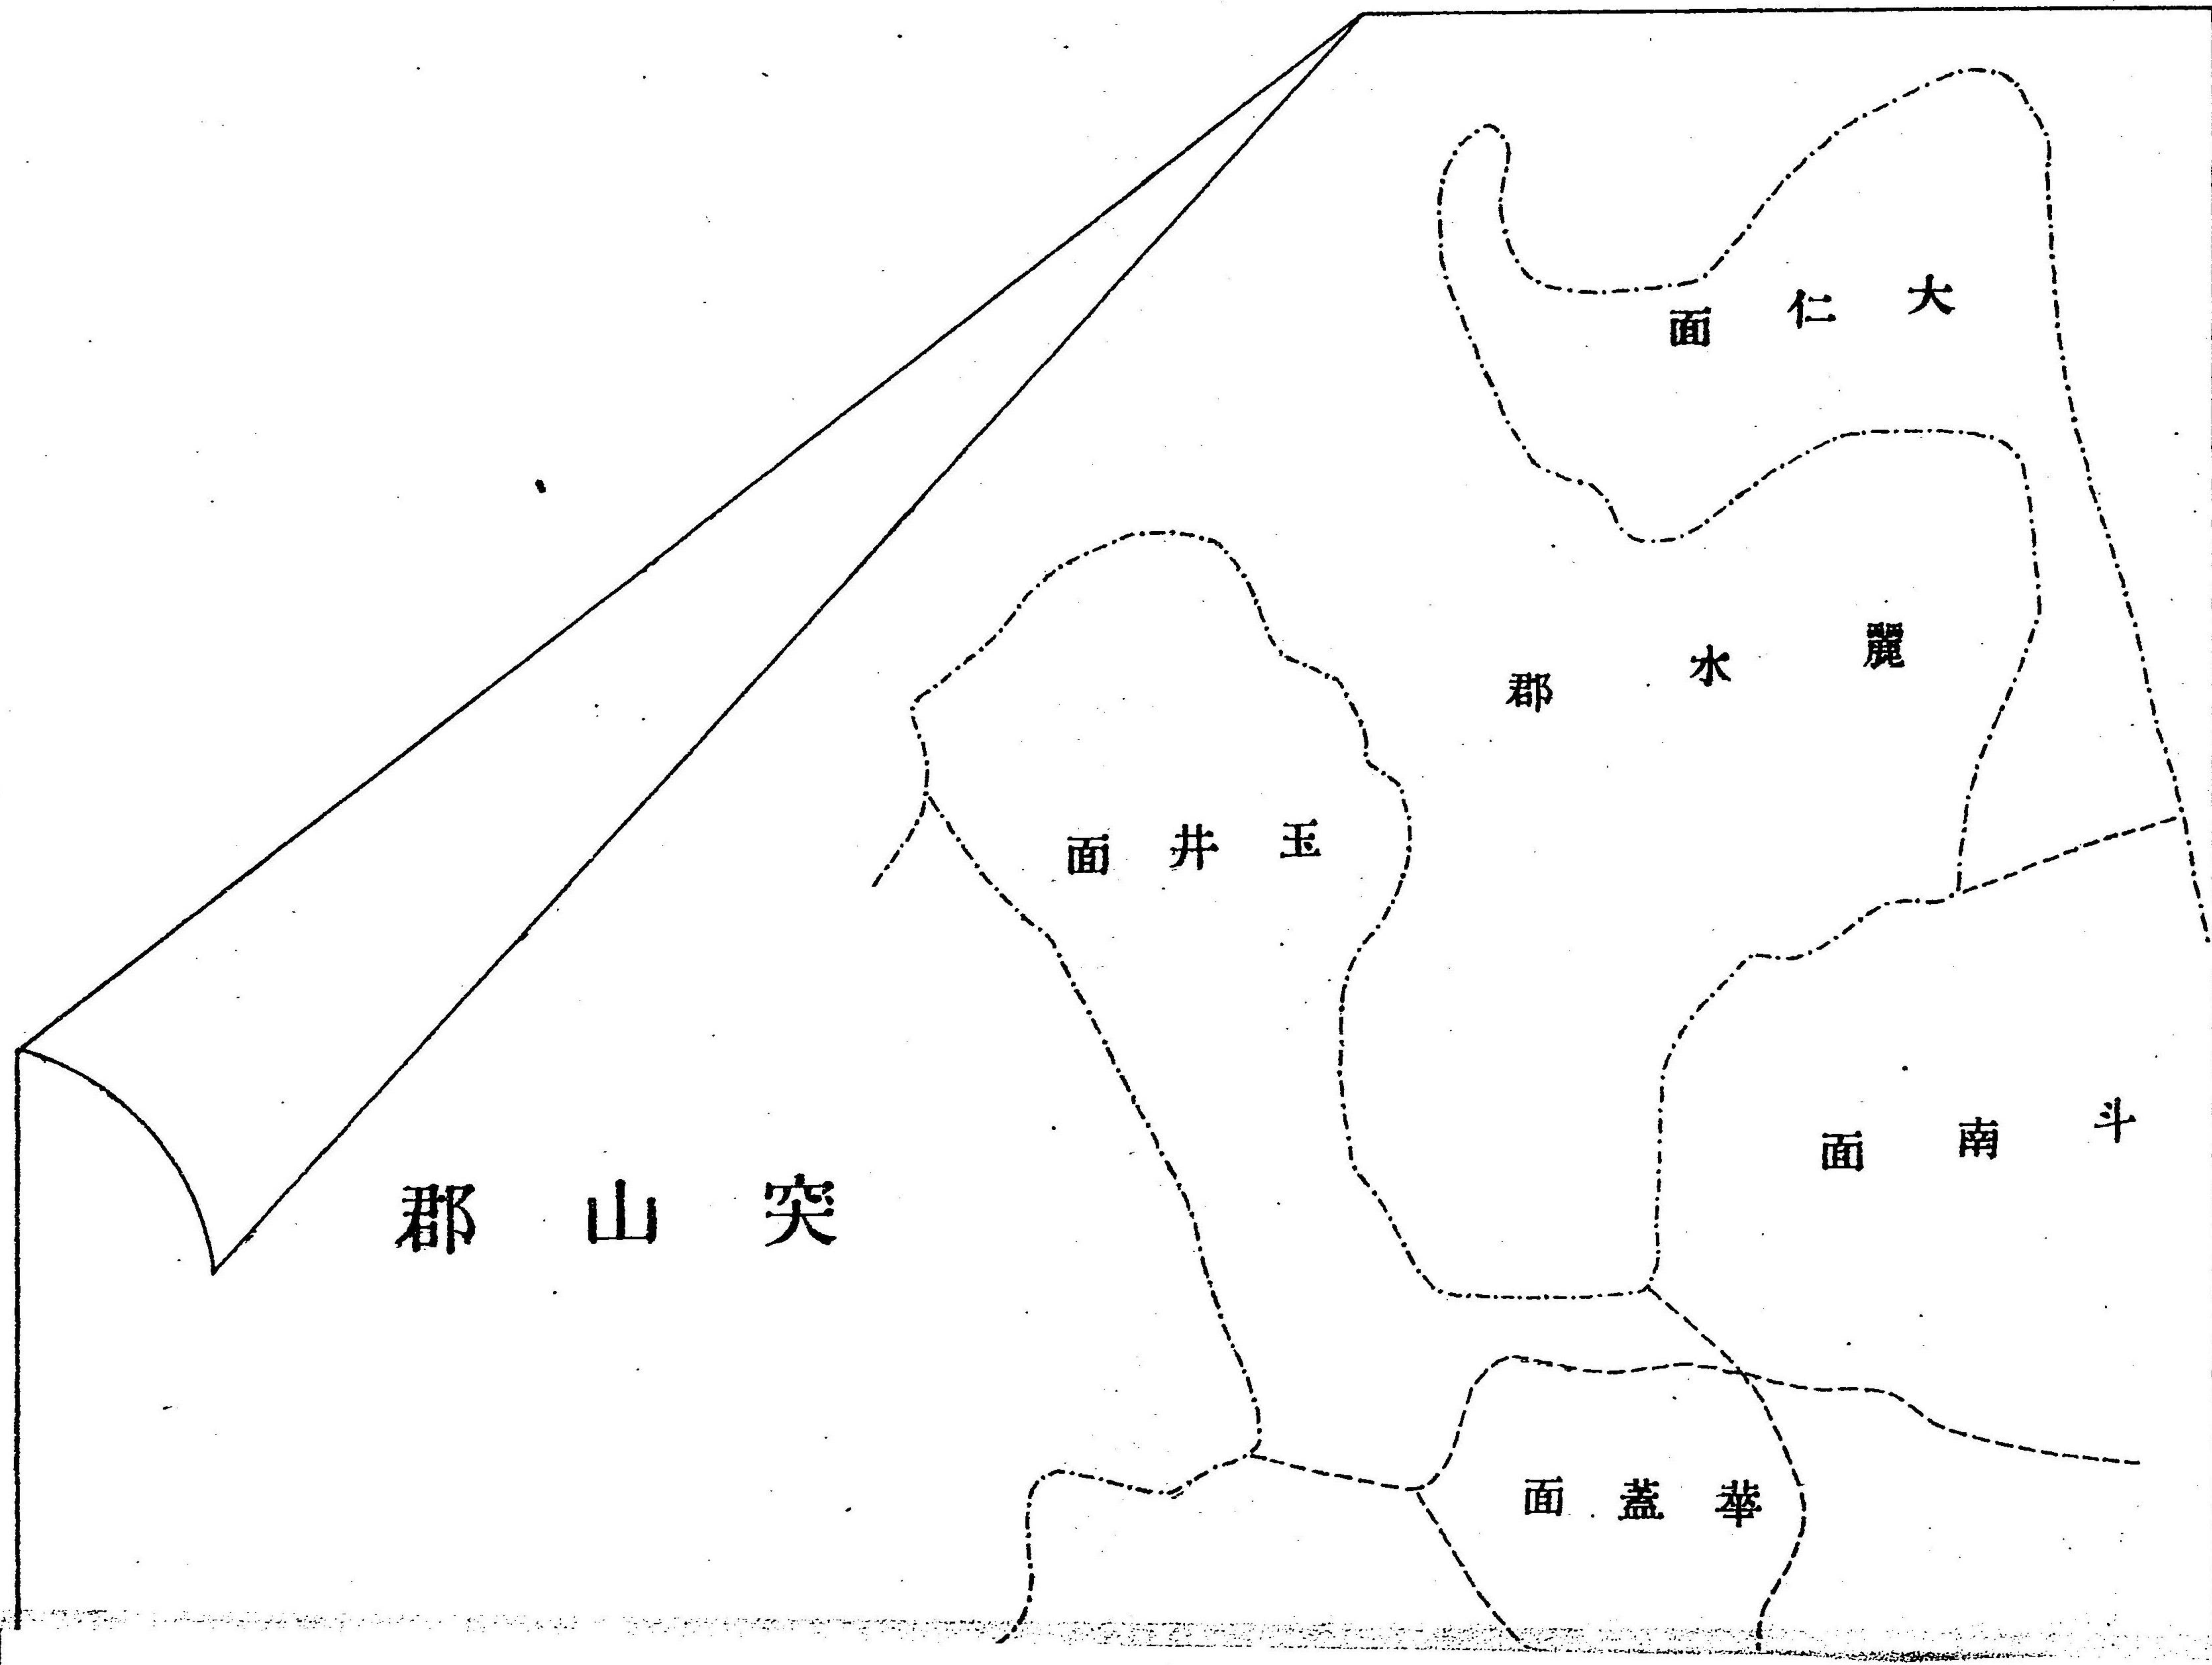 大仁面
麗水郡
玉井面
斗南面
突山郡
華蓋面